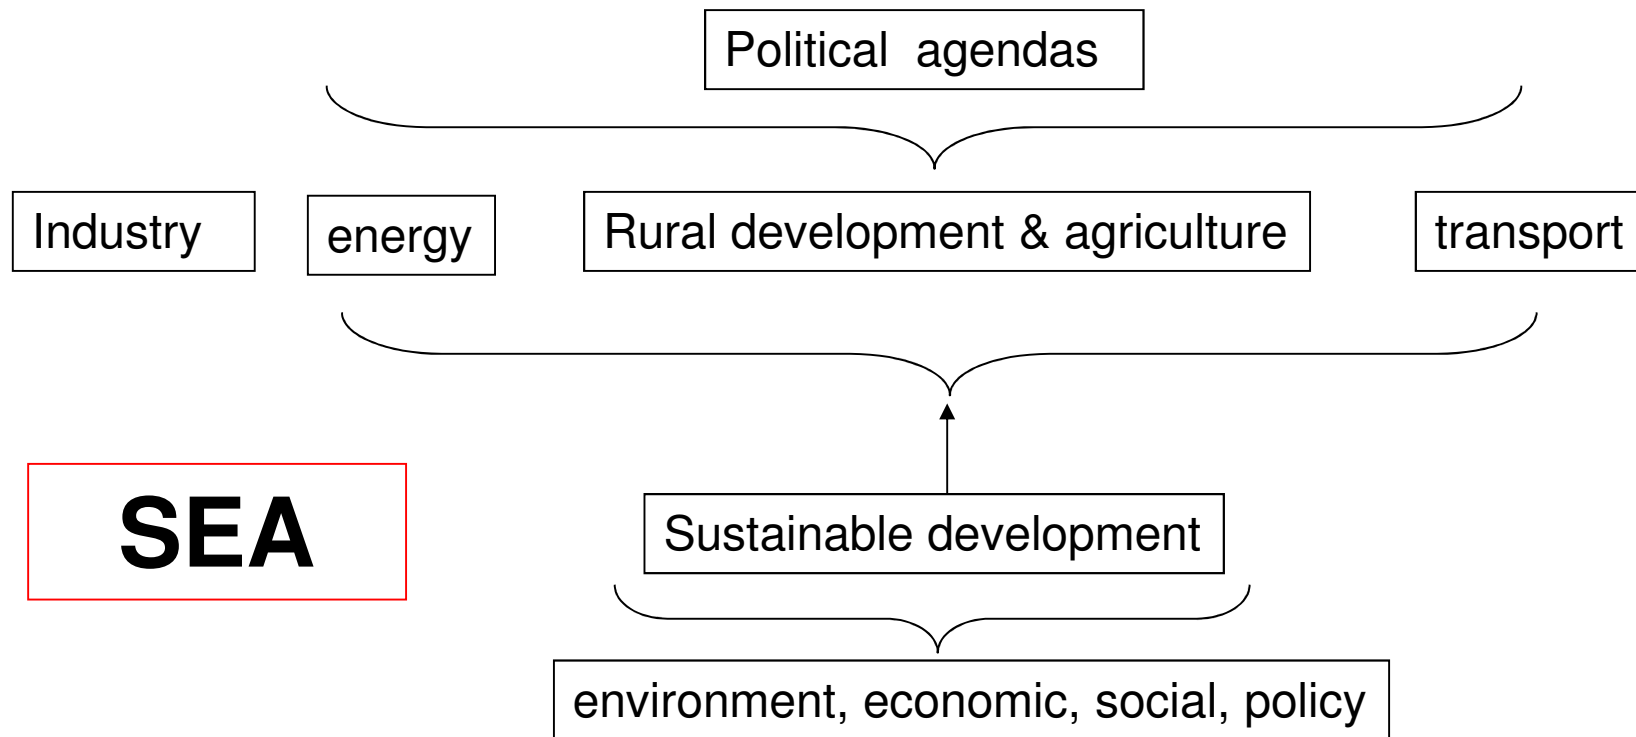 Political agendas
Industry
energy
Rural development & agriculture
transport
SEA
Sustainable development
environment, economic, social, policy